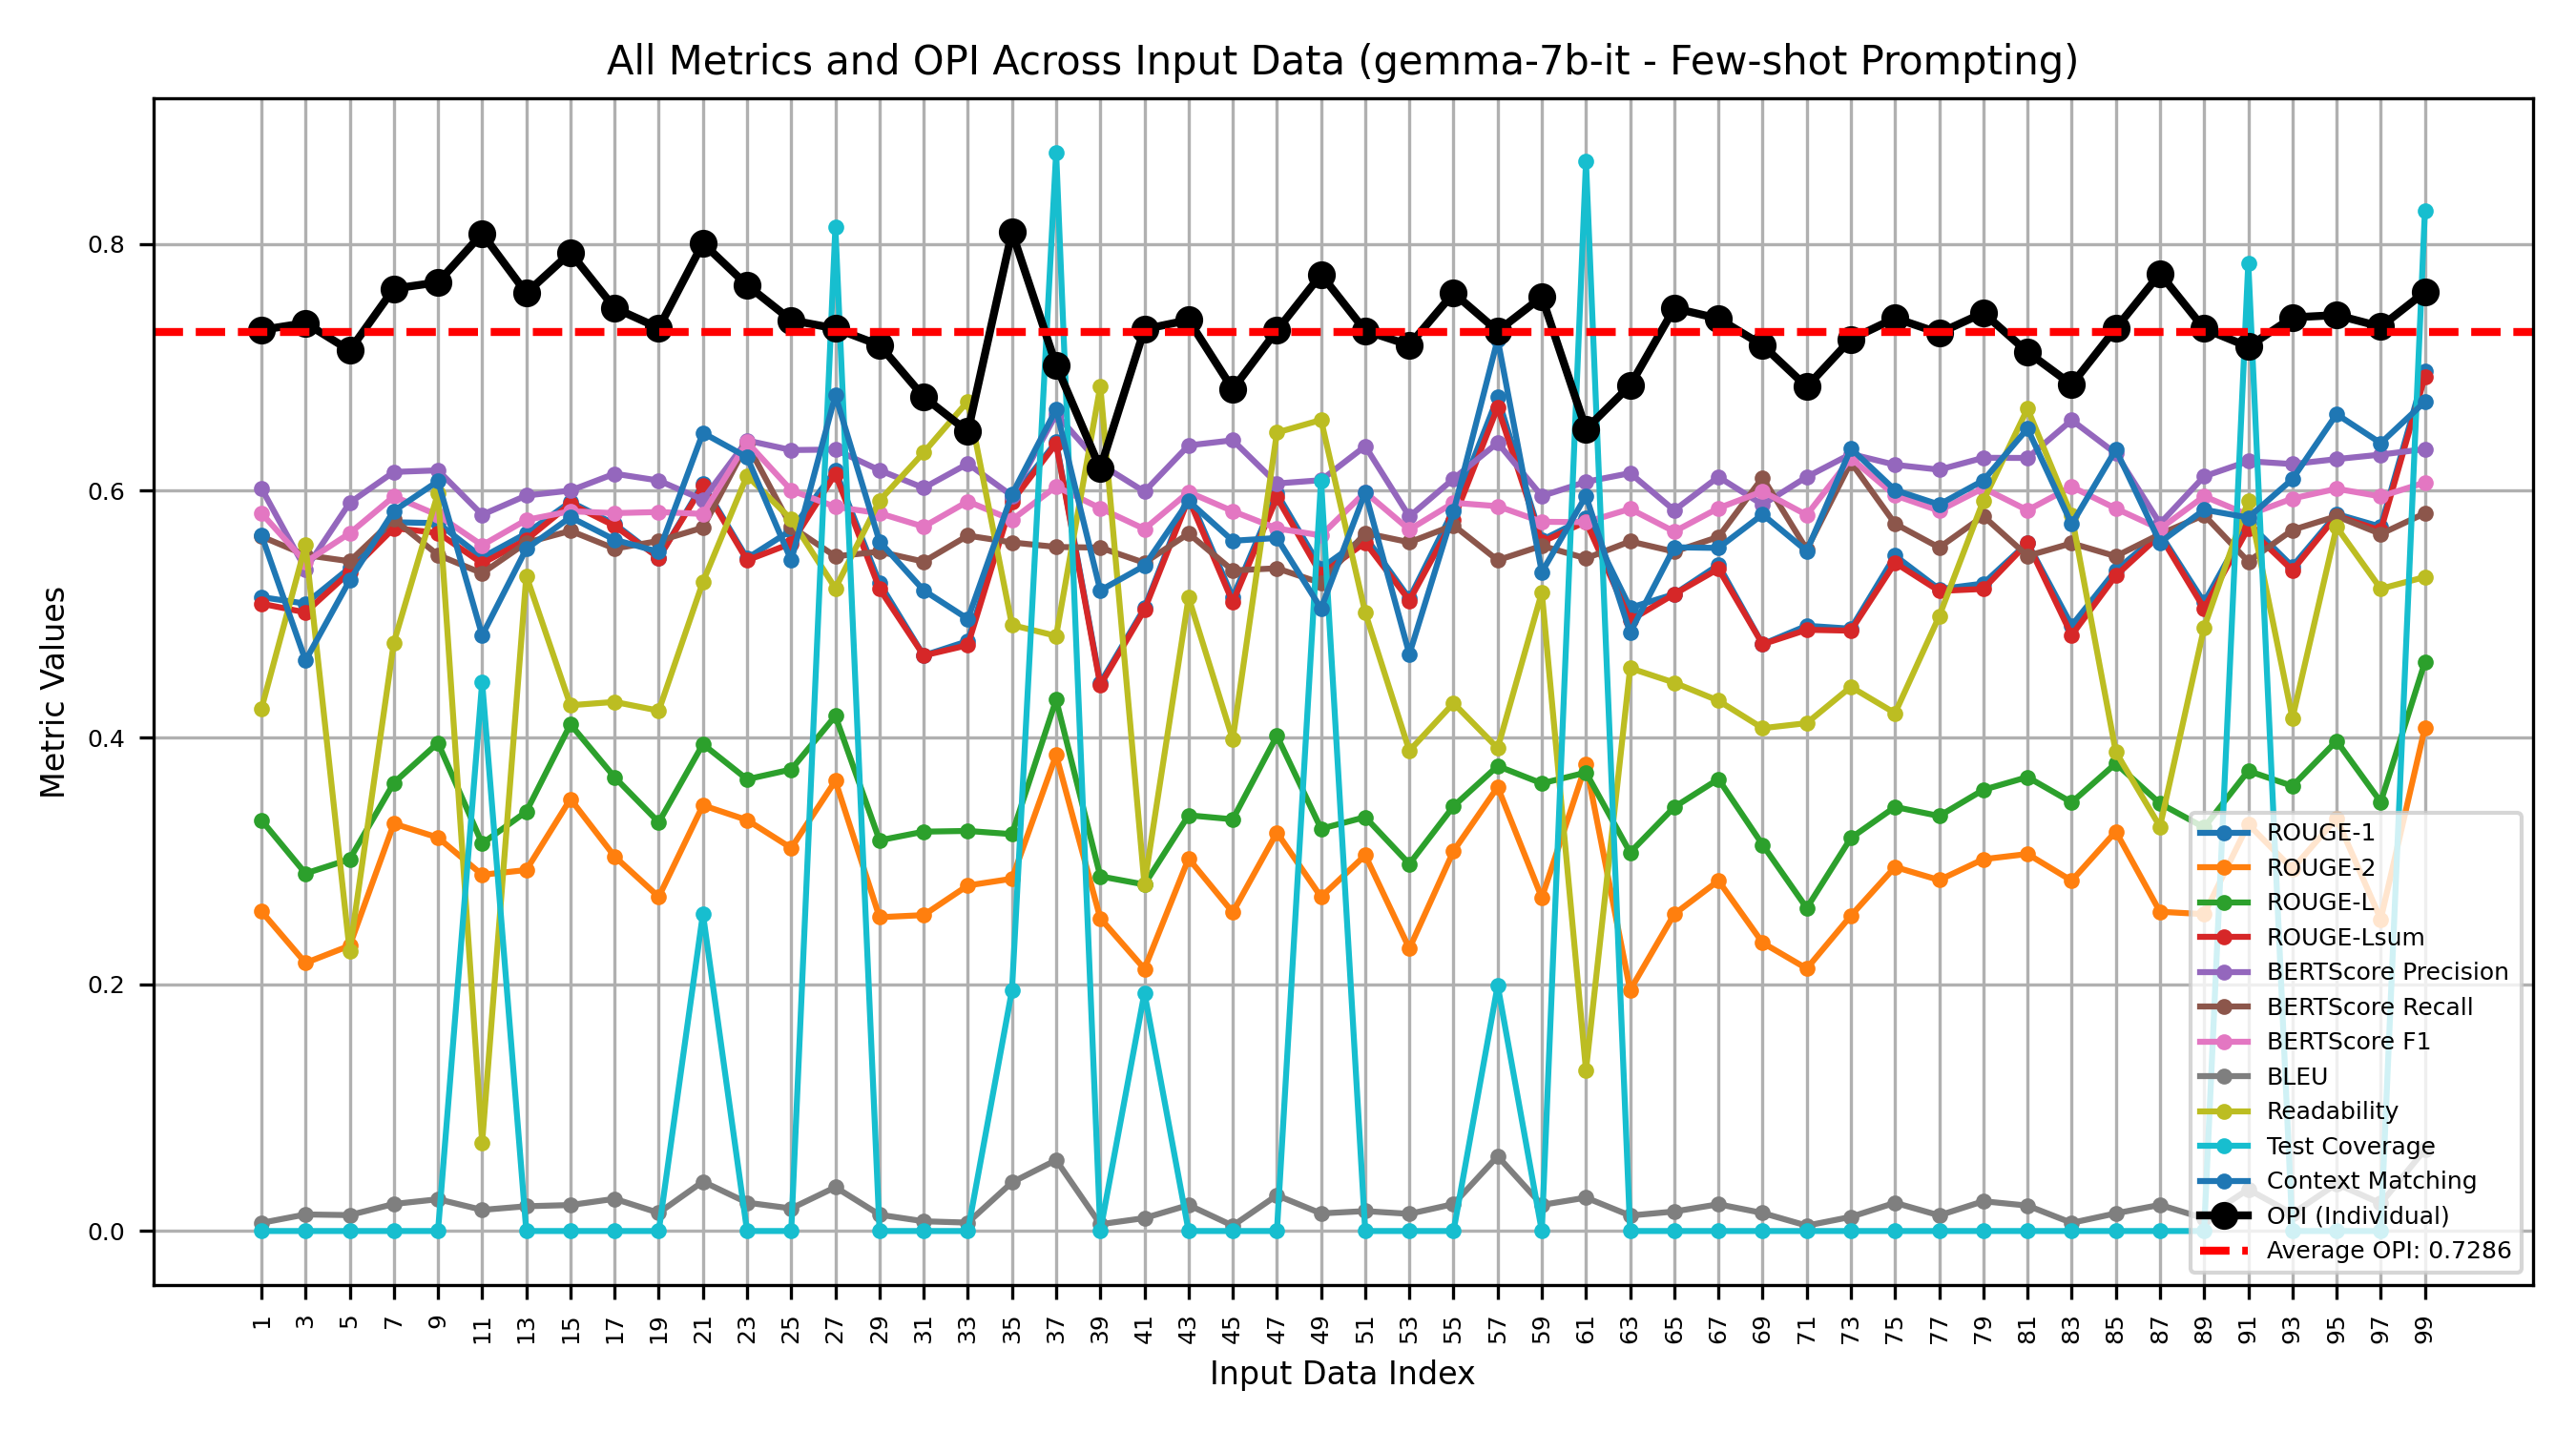 All Metrics and OPI Across Input Data (gemma-7b-it - Few-shot Prompting)
Metric Values
0.8
0.6
0.4
0.2
0.0
ROUGE-1
ROUGE-2
ROUGE-L
ROUGE-Lsum
BERTScore Precision
BERTScore Recall
BERTScore F1
BLEU
Readability
Test Coverage
Context Matching
OPI (Individual)
Average OPI: 0.7286
1 3 5 7 9 11 13 15 17 19 21 23 25 27 29 31 33 35 37 39 41 43 45 47 49 51 53 55 57 59 61 63 65 67 69 71 73 75 77 79 81 83 85 87 89 91 93 95 97 99
Input Data Index